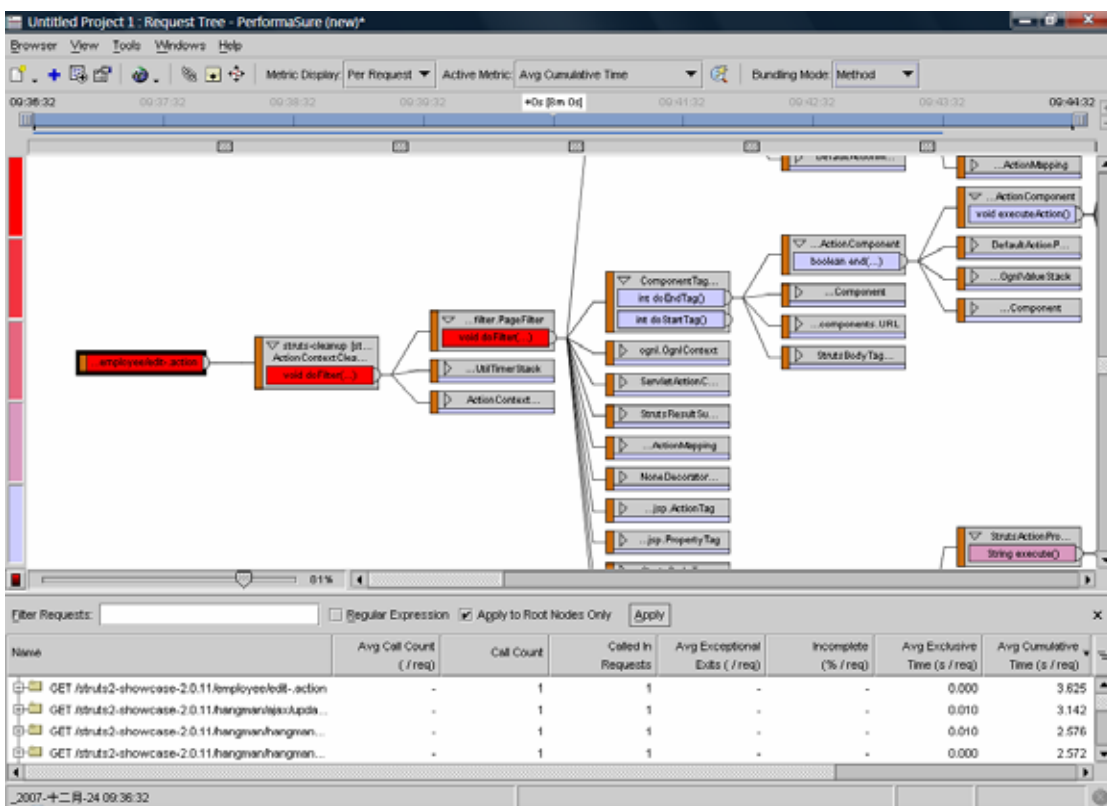 Untitled Project 1 : Request Tree - PerformaSure (new)*
Browser View Tools Windows Help
Metric Display: Per Request Active Metric: Avg Cumulative Time Bundling Mode: Method
09:36:32 09:37:32 09:38:32 09:39:32 +0s [8m 0s] 09:41:32 09:42:32 09:43:32 09:44:32
...ActionMapping
...ActionComponent
void executeAction()
...ActionComponent
boolean end(...)
DefaultActionP...
ComponentTag...
int doEndTag()
int doStartTag()
...OgnlValueStack
...Component
...Component
...filter.PageFilter
void doFilter(...)
...components.URL
struts-cleanup [st...
ActionContextClea...
void doFilter(...)
ognl.OgnlContext
StrutsBodyTag...
employee/edit-.action
...UtilTimerStack
ServletActionC...
ActionContext...
StrutsResultSu...
...ActionMapping
NoneDecorator...
...jsp.ActionTag
...jsp.PropertyTag
StrutsActionPro...
String execute()
81%
Filter Requests: Regular Expression Apply to Root Nodes Only Apply
Name Avg Call Count (/req) Call Count Called In Requests Avg Exceptional Exits (/req) Incomplete (% /req) Avg Exclusive Time (s /req) Avg Cumulative Time (s /req)
GET /struts2-showcase-2.0.11/employee/edit-.action - 1 1 - - 0.000 3.625
GET /struts2-showcase-2.0.11/hangman/ajax/upda... - 1 1 - - 0.010 3.142
GET /struts2-showcase-2.0.11/hangman/hangman... - 1 1 - - 0.010 2.576
GET /struts2-showcase-2.0.11/hangman/hangman... - 1 1 - - 0.000 2.572
_2007-十二月-24 09:36:32